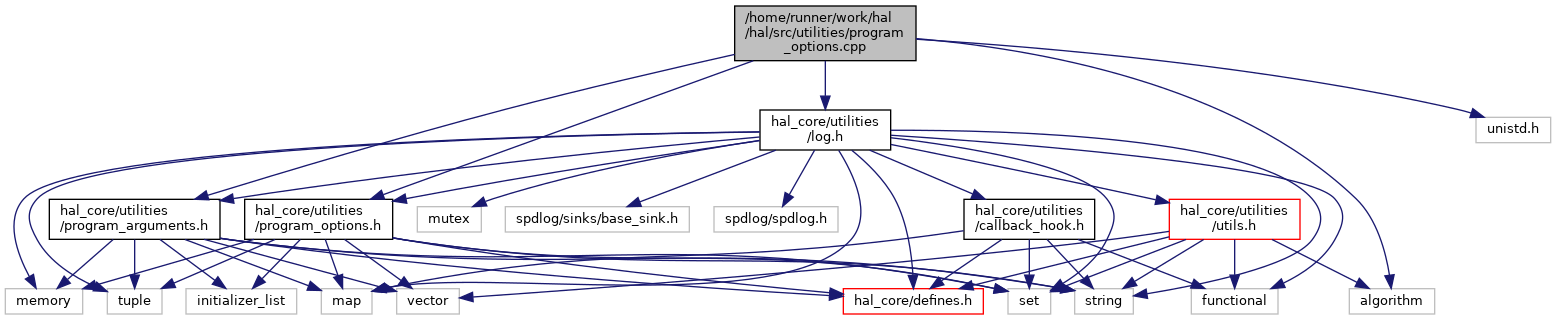 /home/runner/work/hal
/hal/src/utilities/program
_options.cpp
hal_core/utilities
/log.h
unistd.h
hal_core/utilities
/program_arguments.h
hal_core/utilities
/program_options.h
mutex
spdlog/sinks/base_sink.h
spdlog/spdlog.h
hal_core/utilities
/callback_hook.h
hal_core/utilities
/utils.h
memory
tuple
initializer_list
map
vector
hal_core/defines.h
set
string
functional
algorithm